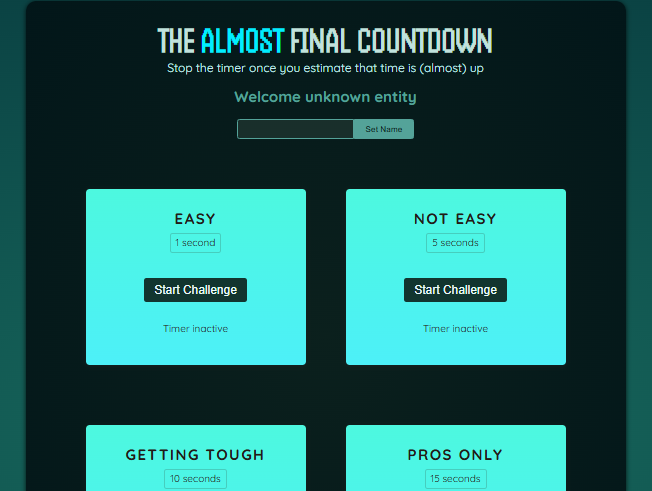 THE ALMOST FINAL COUNTDOWN
Stop the timer once you estimate that time is (almost) up
Welcome unknown entity
Set Name
EASY
1 second
Start Challenge
Timer inactive
NOT EASY
5 seconds
Start Challenge
Timer inactive
GETTING TOUGH
10 seconds
PROS ONLY
15 seconds